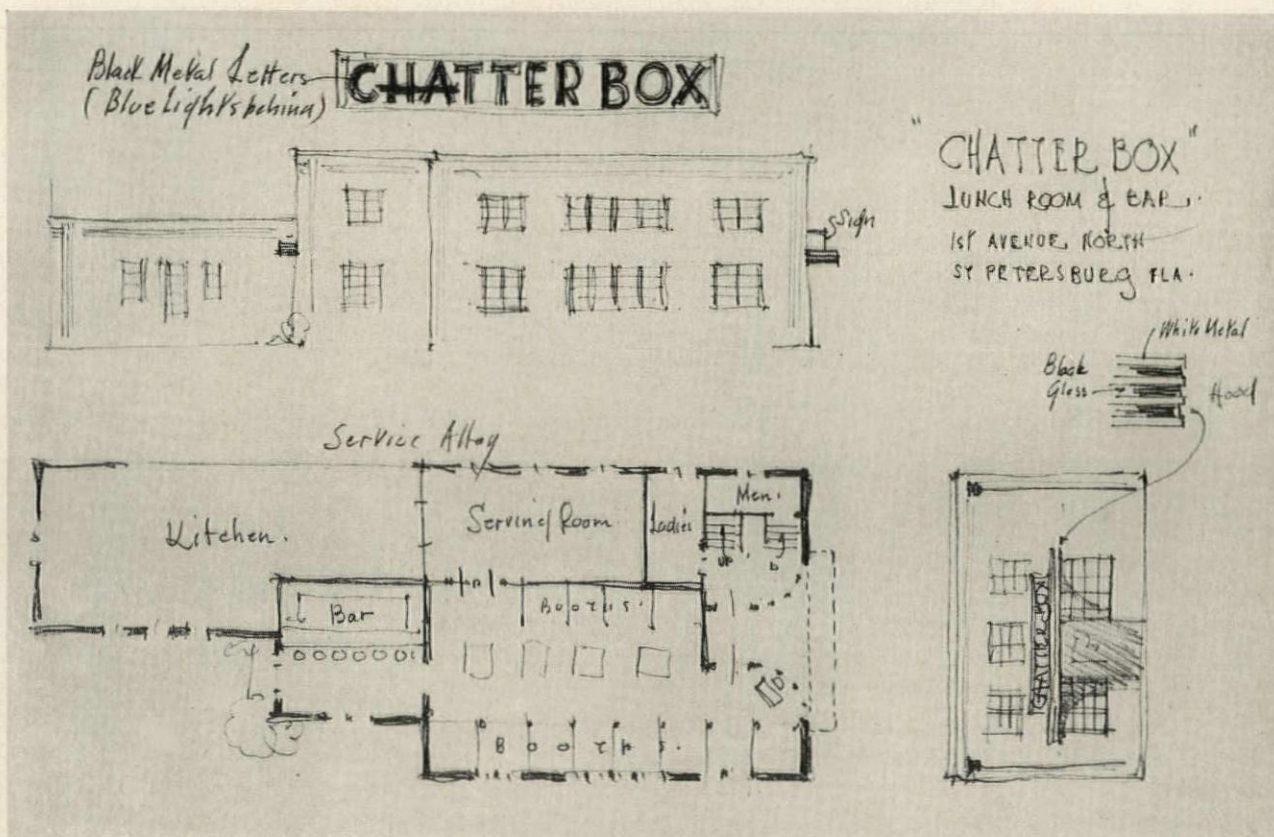 Black Metal Letters
(Blue Lights behind)
CHATTER BOX
"CHATTER BOX"
LUNCH ROOM & BAR.
1ST AVENUE NORTH
ST PETERSBURG FLA.
Sign
White Metal
Black
Glass
Hood
Service Alley
Kitchen.
Serving Room
Ladies
Men.
UP
D
Bar
BOOTHS.
BOOTHS.
CHATTER BOX